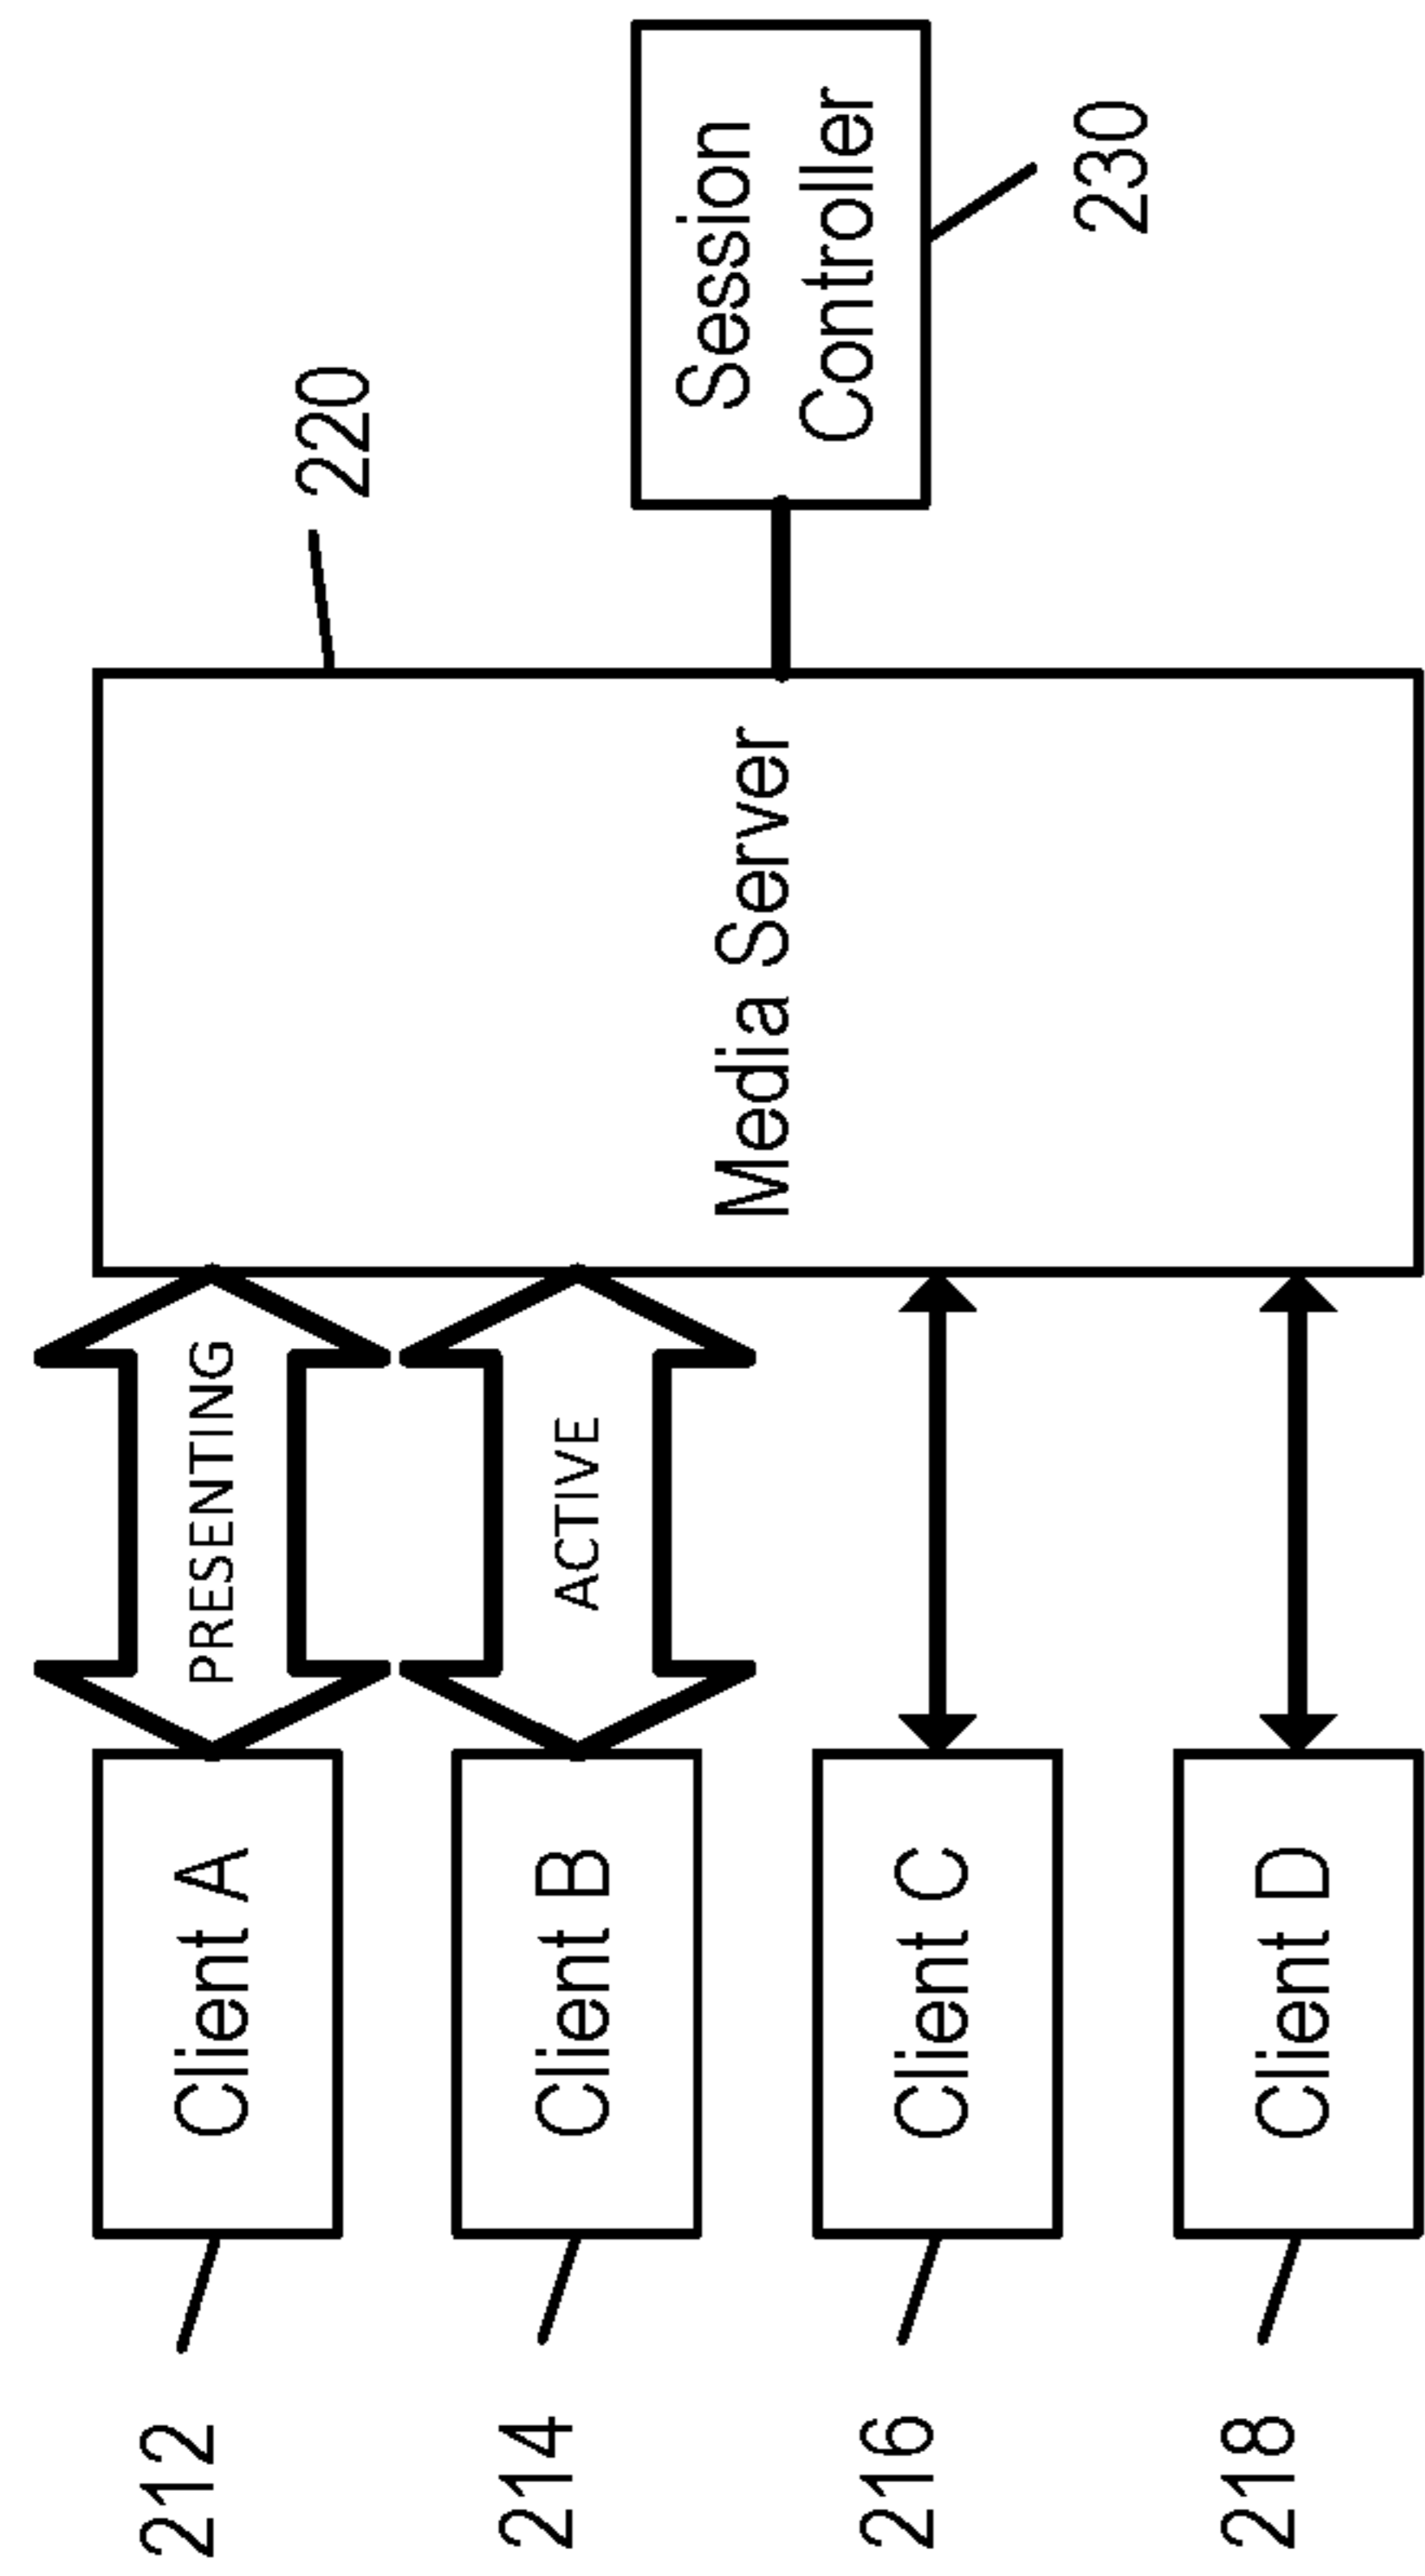 212
Client A
PRESENTING
220
214
Client B
ACTIVE
Media Server
Session
Controller
230
216
Client C
218
Client D